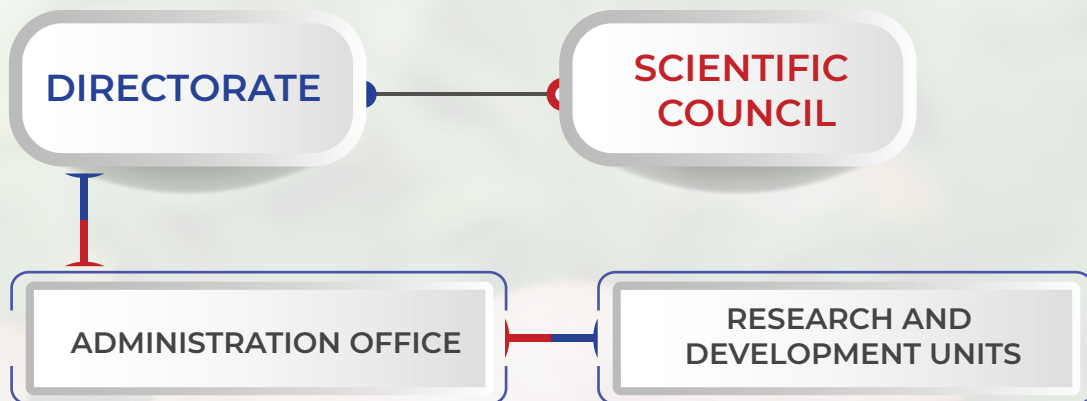 DIRECTORATE
SCIENTIFIC
COUNCIL
ADMINISTRATION OFFICE
RESEARCH AND
DEVELOPMENT UNITS